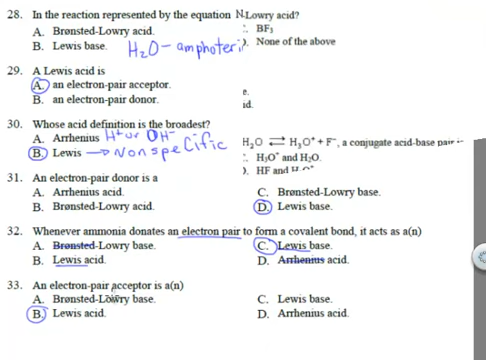 28. In the reaction represented by the equation N-Lowry acid?
A. Brønsted-Lowry acid. BF₃
B. Lewis base. H₂O - amphoteri ). None of the above
29. A Lewis acid is
A. an electron-pair acceptor. e.
B. an electron-pair donor. id.
30. Whose acid definition is the broadest?
A. Arrhenius H⁺ or OH⁻ H₂O ⇌ H₃O⁺ + F⁻, a conjugate acid-base pair
B. Lewis → Nonspecific H₃O⁺ and H₂O.
). HF and
31. An electron-pair donor is a
A. Arrhenius acid. C. Brønsted-Lowry base.
B. Brønsted-Lowry acid. D. Lewis base.
32. Whenever ammonia donates an electron pair to form a covalent bond, it acts as a(n)
A. Brønsted-Lowry base. C. Lewis base.
B. Lewis acid. D. Arrhenius acid.
33. An electron-pair acceptor is a(n)
A. Brønsted-Lowry base. C. Lewis base.
B. Lewis acid. D. Arrhenius acid.